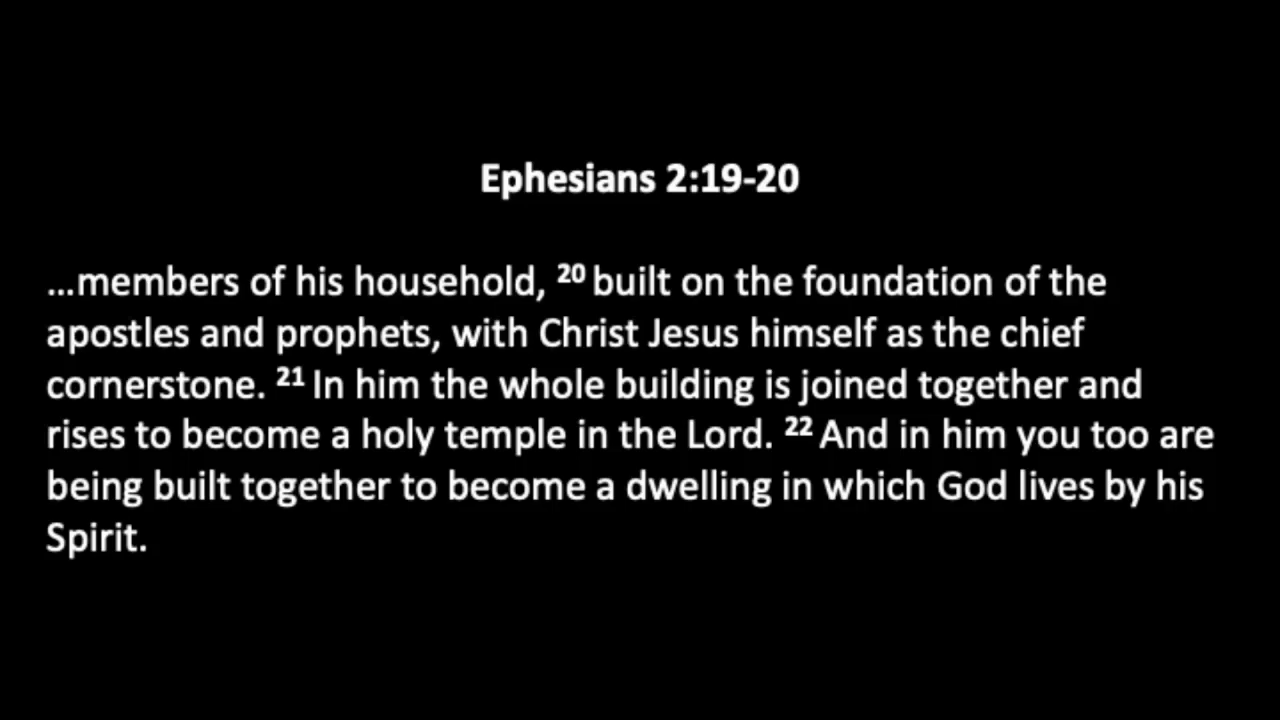 Ephesians 2:19-20
...members of his household, 20 built on the foundation of the
apostles and prophets, with Christ Jesus himself as the chief
cornerstone. 21 In him the whole building is joined together and
rises to become a holy temple in the Lord. 22 And in him you too are
being built together to become a dwelling in which God lives by his
Spirit.